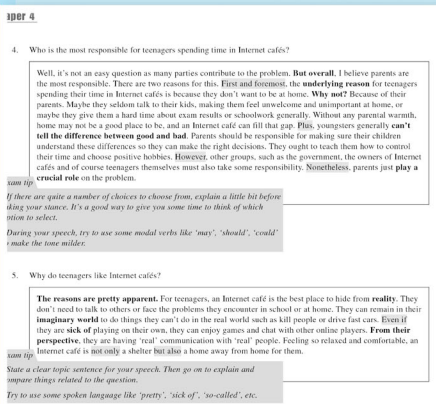 aper 4
4. Who is the most responsible for teenagers spending time in Internet cafés?
Well, it's not an easy question as many parties contribute to the problem. But overall, I believe parents are
the most responsible. There are two reasons for this. First and foremost, the underlying reason for teenagers
spending their time in Internet cafés is because they don't want to be at home. Why not? Because of their
parents. Maybe they seldom talk to their kids, making them feel unwelcome and unimportant at home, or
maybe they give them a hard time about exam results or schoolwork generally. Without any parental warmth,
home may not be a good place to be, and an Internet café can fill that gap. Plus, youngsters generally can't
tell the difference between good and bad. Parents should be responsible for making sure their children
understand these differences so they can make the right decisions. They ought to teach them how to control
their time and choose positive hobbies. However, other groups, such as the government, the owners of Internet
cafés and of course teenagers themselves must also take some responsibility. Nonetheless, parents just play a
crucial role on the problem.
xam tip
If there are quite a number of choices to choose from, explain a little bit before
aking your stance. It's a good way to give you some time to think of which
ption to select.
During your speech, try to use some modal verbs like 'may', 'should', 'could'
make the tone milder.
5. Why do teenagers like Internet cafés?
The reasons are pretty apparent. For teenagers, an Internet café is the best place to hide from reality. They
don't need to talk to others or face the problems they encounter in school or at home. They can remain in their
imaginary world to do things they can't do in the real world such as kill people or drive fast cars. Even if
they are sick of playing on their own, they can enjoy games and chat with other online players. From their
perspective, they are having 'real' communication with 'real' people. Feeling so relaxed and comfortable, an
Internet café is not only a shelter but also a home away from home for them.
xam tip
State a clear topic sentence for your speech. Then go on to explain and
ompare things related to the question.
Try to use some spoken language like 'pretty', 'sick of', 'so-called', etc.